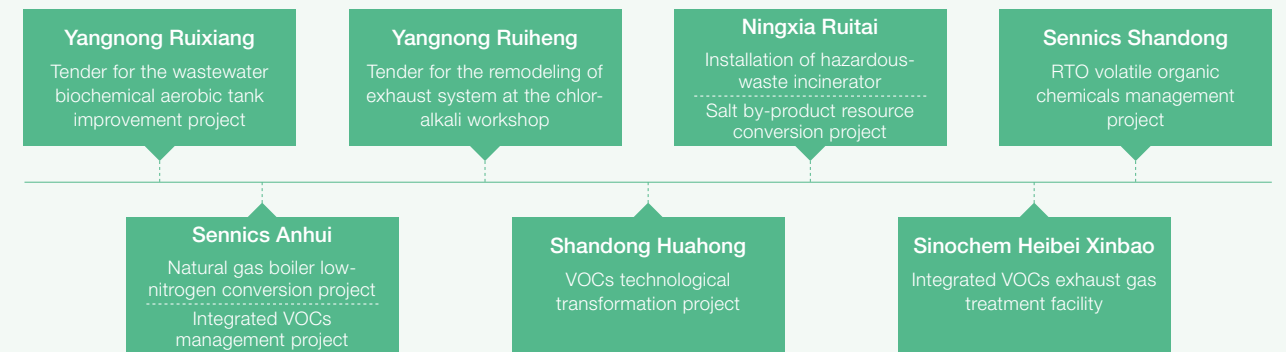 Yangnong Ruixiang
Tender for the wastewater
biochemical aerobic tank
improvement project
Yangnong Ruiheng
Tender for the remodeling of
exhaust system at the chlor-
alkali workshop
Ningxia Ruitai
Installation of hazardous-
waste incinerator
Salt by-product resource
conversion project
Sennics Shandong
RTO volatile organic
chemicals management
project
Sennics Anhui
Natural gas boiler low-
nitrogen conversion project
Integrated VOCs
management project
Shandong Huahong
VOCs technological
transformation project
Sinochem Heibei Xinbao
Integrated VOCs exhaust gas
treatment facility